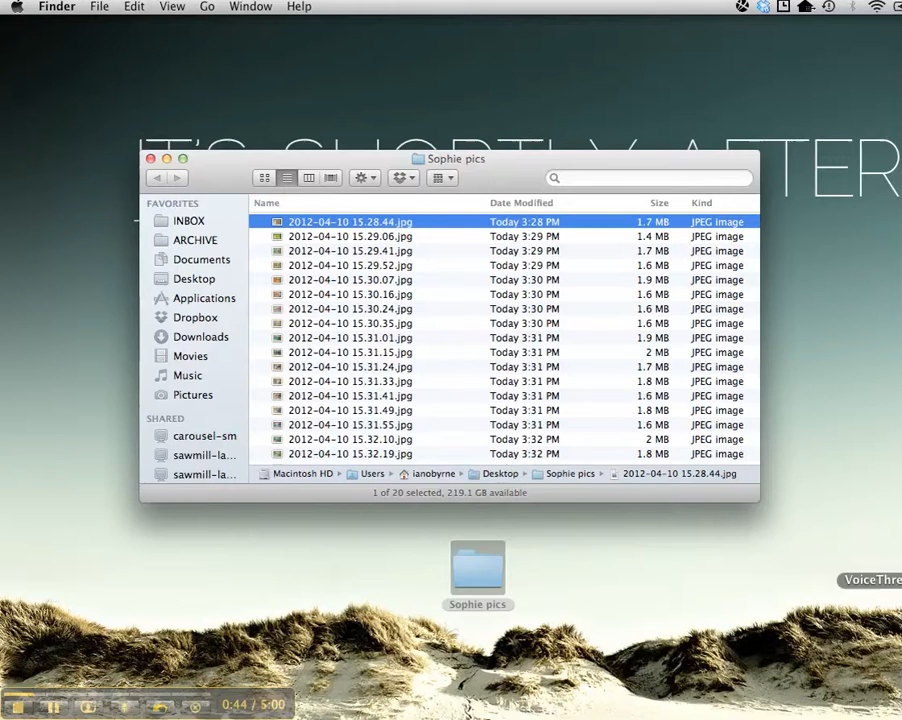 Finder File Edit View Go Window Help
IT'S SHORTLY AFTER
Sophie pics
FAVORITES
INBOX
ARCHIVE
Documents
Desktop
Applications
Dropbox
Downloads
Movies
Music
Pictures
SHARED
carousel-sm
sawmill-la...
sawmill-la...
Name Date Modified Size Kind
2012-04-10 15.28.44.jpg Today 3:28 PM 1.7 MB JPEG image
2012-04-10 15.29.06.jpg Today 3:29 PM 1.4 MB JPEG image
2012-04-10 15.29.41.jpg Today 3:29 PM 1.7 MB JPEG image
2012-04-10 15.29.52.jpg Today 3:29 PM 1.6 MB JPEG image
2012-04-10 15.30.07.jpg Today 3:30 PM 1.9 MB JPEG image
2012-04-10 15.30.16.jpg Today 3:30 PM 1.6 MB JPEG image
2012-04-10 15.30.24.jpg Today 3:30 PM 1.6 MB JPEG image
2012-04-10 15.30.35.jpg Today 3:30 PM 1.6 MB JPEG image
2012-04-10 15.31.01.jpg Today 3:31 PM 1.9 MB JPEG image
2012-04-10 15.31.15.jpg Today 3:31 PM 2 MB JPEG image
2012-04-10 15.31.24.jpg Today 3:31 PM 1.7 MB JPEG image
2012-04-10 15.31.33.jpg Today 3:31 PM 1.8 MB JPEG image
2012-04-10 15.31.41.jpg Today 3:31 PM 1.6 MB JPEG image
2012-04-10 15.31.49.jpg Today 3:31 PM 1.8 MB JPEG image
2012-04-10 15.31.55.jpg Today 3:31 PM 1.6 MB JPEG image
2012-04-10 15.32.10.jpg Today 3:32 PM 2 MB JPEG image
2012-04-10 15.32.19.jpg Today 3:32 PM 1.8 MB JPEG image
Macintosh HD Users ianobyrne Desktop Sophie pics 2012-04-10 15.28.44.jpg
1 of 20 selected, 219.1 GB available
VoiceThre
Sophie pics
0:44 / 5:00